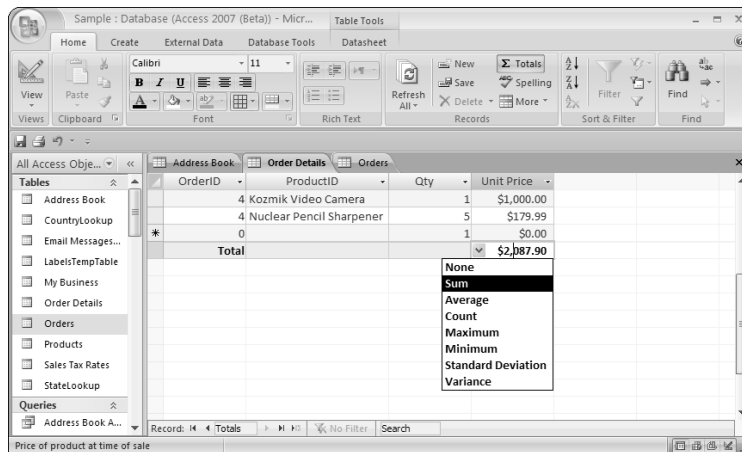 Sample : Database (Access 2007 (Beta)) - Micr... Table Tools
Home Create External Data Database Tools Datasheet
View
Views
Paste
Clipboard
Calibri 11
B I U
A
Font
Rich Text
Refresh All
New
Save
Delete
Σ Totals
Spelling
More
Records
Filter
Sort & Filter
Find
Find
All Access Obje... «
Tables
Address Book
CountryLookup
Email Messages...
LabelsTempTable
My Business
Order Details
Orders
Products
Sales Tax Rates
StateLookup
Queries
Address Book A...
Address Book Order Details Orders
OrderID ProductID Qty Unit Price
4 Kozmik Video Camera 1 $1,000.00
4 Nuclear Pencil Sharpener 5 $179.99
* 0 1 $0.00
Total $2,087.90
None
Sum
Average
Count
Maximum
Minimum
Standard Deviation
Variance
Record: Totals No Filter Search
Price of product at time of sale